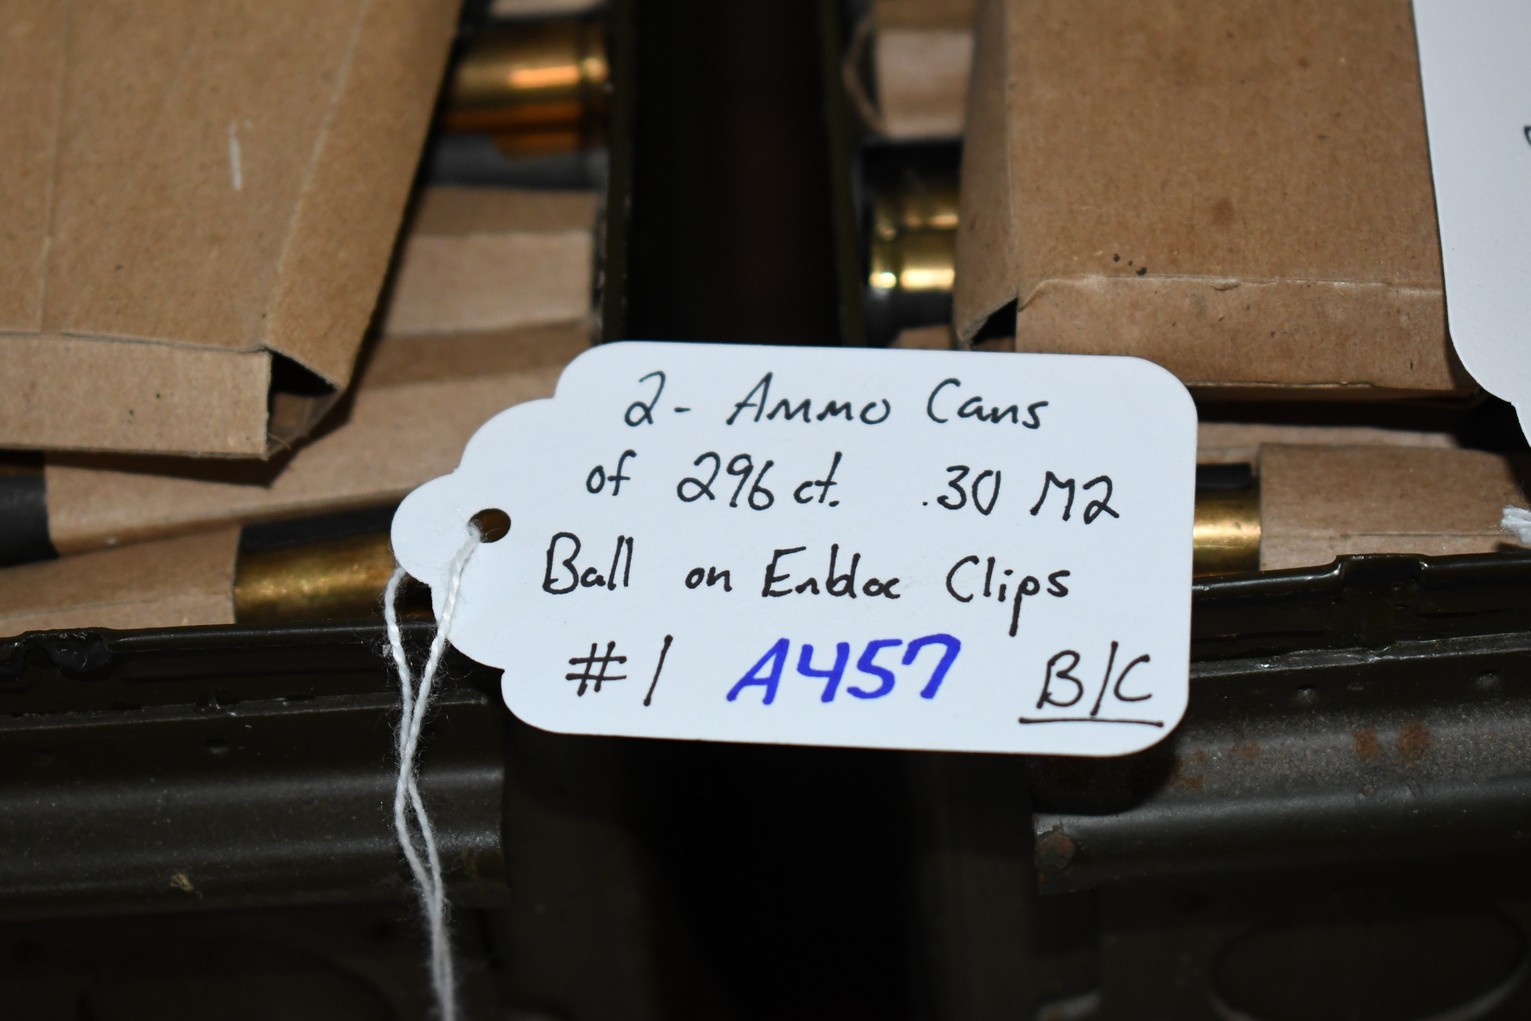 2- Ammo Cans
of 296 ct. .30 M2
Ball on Enbloc Clips
#1 A457 B/C